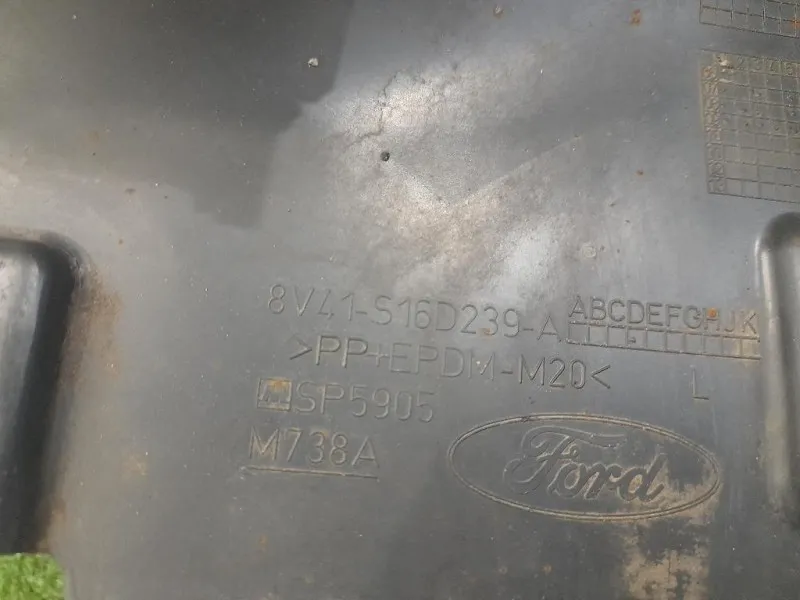 8V41-S16D239-A ABCDEFGHJK
>PP+EPDM-M20< L
SP5905
M738A
Ford